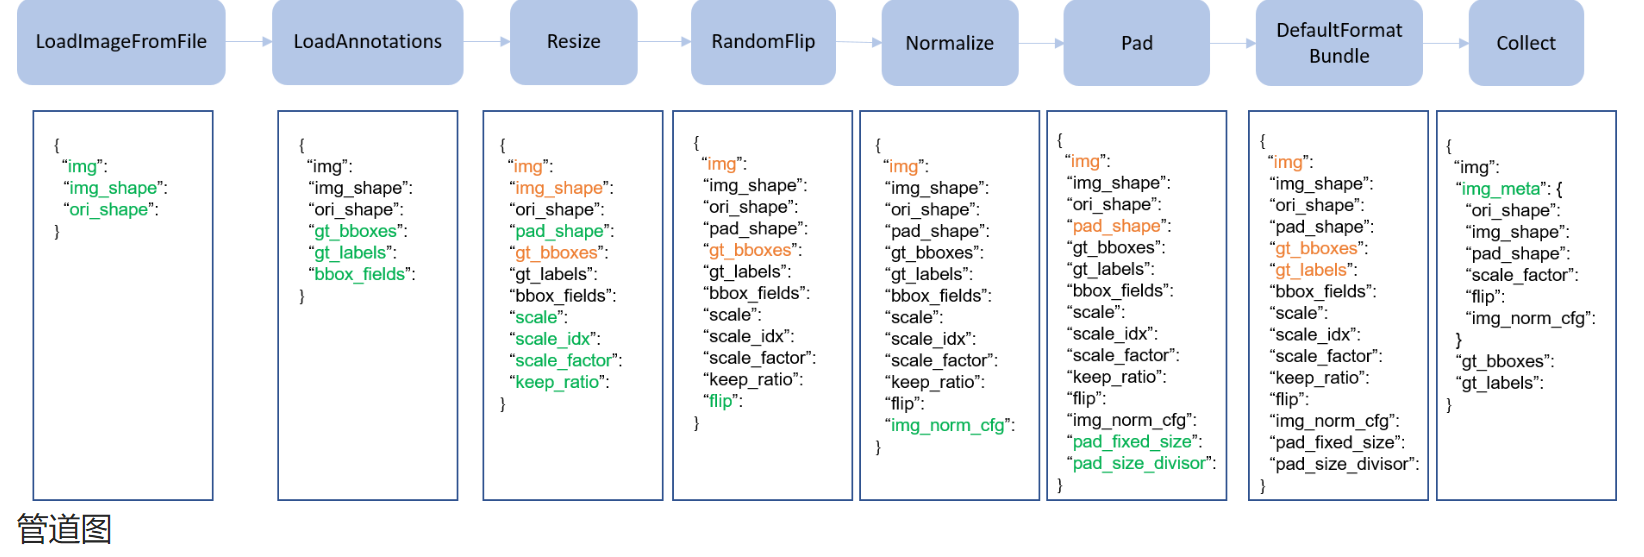 LoadImageFromFile
LoadAnnotations
Resize
RandomFlip
Normalize
Pad
DefaultFormat
Bundle
Collect
{
“img”:
“img_shape”:
“ori_shape”:
}
{
“img”:
“img_shape”:
“ori_shape”:
“gt_bboxes”:
“gt_labels”:
“bbox_fields”:
}
{
“img”:
“img_shape”:
“ori_shape”:
“pad_shape”:
“gt_bboxes”:
“gt_labels”:
“bbox_fields”:
“scale”:
“scale_idx”:
“scale_factor”:
“keep_ratio”:
}
{
“img”:
“img_shape”:
“ori_shape”:
“pad_shape”:
“gt_bboxes”:
“gt_labels”:
“bbox_fields”:
“scale”:
“scale_idx”:
“scale_factor”:
“keep_ratio”:
“flip”:
}
{
“img”:
“img_shape”:
“ori_shape”:
“pad_shape”:
“gt_bboxes”:
“gt_labels”:
“bbox_fields”:
“scale”:
“scale_idx”:
“scale_factor”:
“keep_ratio”:
“flip”:
“img_norm_cfg”:
}
{
“img”:
“img_shape”:
“ori_shape”:
“pad_shape”:
“gt_bboxes”:
“gt_labels”:
“bbox_fields”:
“scale”:
“scale_idx”:
“scale_factor”:
“keep_ratio”:
“flip”:
“img_norm_cfg”:
“pad_fixed_size”:
“pad_size_divisor”:
}
{
“img”:
“img_shape”:
“ori_shape”:
“pad_shape”:
“gt_bboxes”:
“gt_labels”:
“bbox_fields”:
“scale”:
“scale_idx”:
“scale_factor”:
“keep_ratio”:
“flip”:
“img_norm_cfg”:
“pad_fixed_size”:
“pad_size_divisor”:
}
{
“img”:
“img_meta”: {
“ori_shape”:
“img_shape”:
“pad_shape”:
“scale_factor”:
“flip”:
“img_norm_cfg”:
}
“gt_bboxes”:
“gt_labels”:
}
管道图